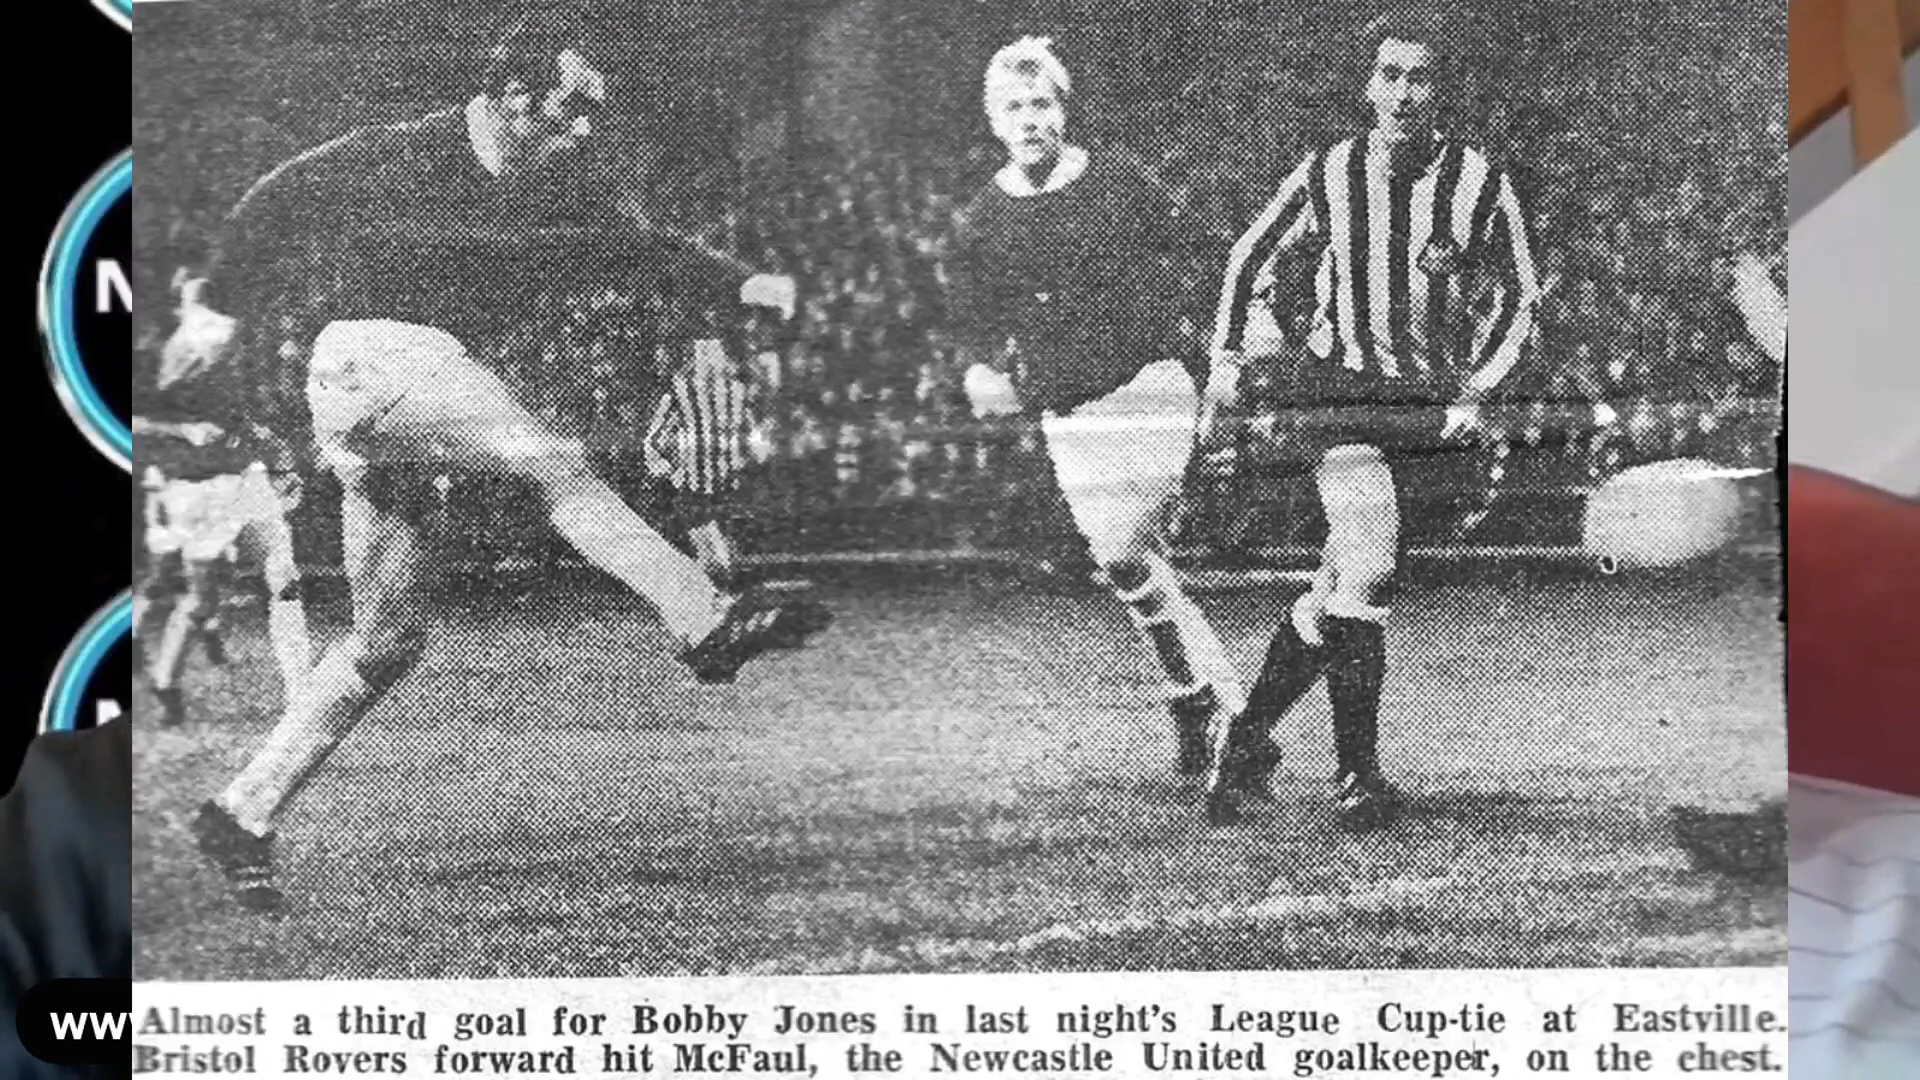 N
N
www
Almost a third goal for Bobby Jones in last night's League Cup-tie at Eastville.
Bristol Rovers forward hit McFaul, the Newcastle United goalkeeper, on the chest.